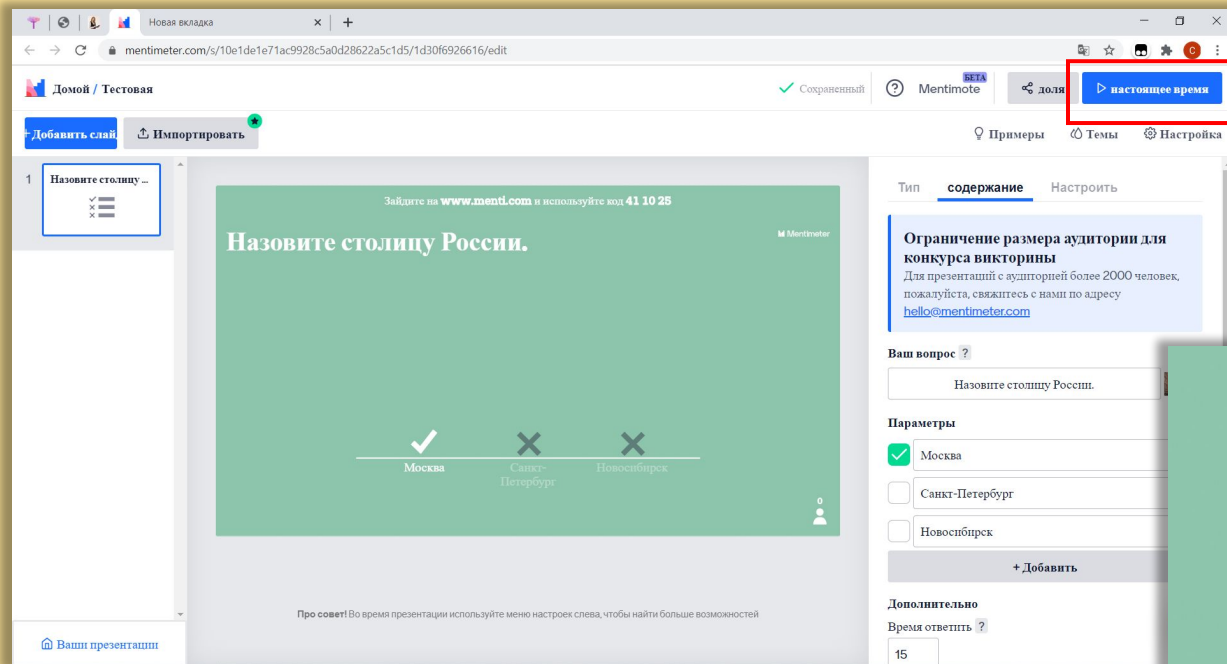 Новая вкладка
mentimeter.com/s/10e1de1e71ac9928c5a0d28622a5c1d5/1d30f6926616/edit
С
Домой / Тестовая
Сохраненный
?
Mentimote
БЕТА
доля
настоящее время
+Добавить слай
Импортировать
Примеры
Темы
Настройка
1
Назовите столицу ...
Зайдите на www.menti.com и используйте код 41 10 25
Назовите столицу России.
Mentimeter
Москва
Санкт-
Петербург
Новосибирск
0
Про совет! Во время презентации используйте меню настроек слева, чтобы найти больше возможностей
Ваши презентации
Тип
содержание
Настроить
Ограничение размера аудитории для
конкурса викторины
Для презентаций с аудиторией более 2000 человек,
пожалуйста, свяжитесь с нами по адресу
hello@mentimeter.com
Ваш вопрос ?
Назовите столицу России.
Параметры
Москва
Санкт-Петербург
Новосибирск
+ Добавить
Дополнительно
Время ответить ?
15